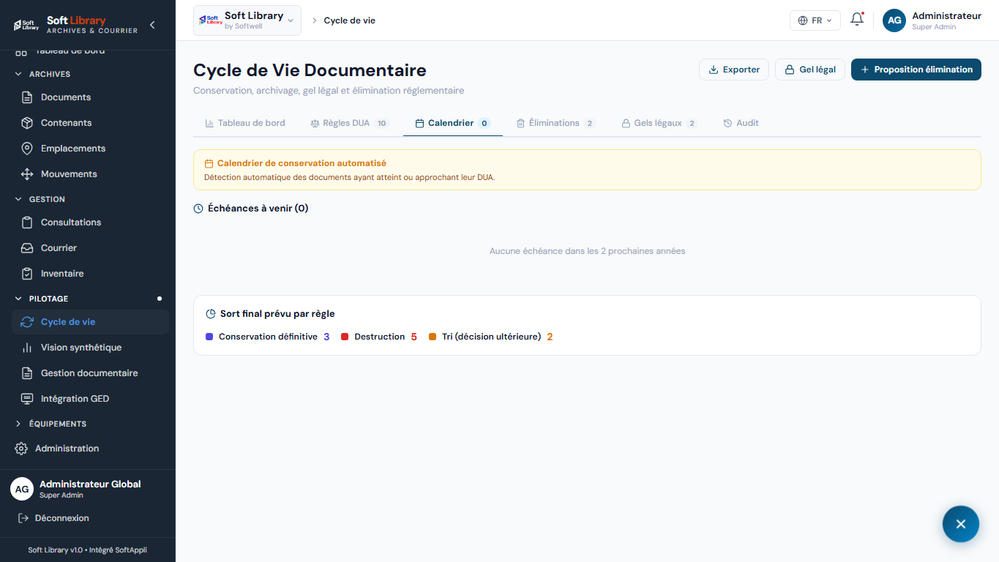 Soft Library
Soft Library
ARCHIVES & COURRIER
Tableau de bord
ARCHIVES
Documents
Contenants
Emplacements
Mouvements
GESTION
Consultations
Courrier
Inventaire
PILOTAGE
Cycle de vie
Vision synthétique
Gestion documentaire
Intégration GED
ÉQUIPEMENTS
Administration
AG
Administrateur Global
Super Admin
Déconnexion
Soft Library v1.0 • Intégré SoftAppli
Soft Library
Soft Library
by Softwell
Cycle de vie
FR
AG
Administrateur
Super Admin
Cycle de Vie Documentaire
Conservation, archivage, gel légal et élimination réglementaire
Exporter
Gel légal
Proposition élimination
Tableau de bord
Règles DUA 10
Calendrier 0
Éliminations 2
Gels légaux 2
Audit
Calendrier de conservation automatisé
Détection automatique des documents ayant atteint ou approchant leur DUA.
Échéances à venir (0)
Aucune échéance dans les 2 prochaines années
Sort final prévu par règle
Conservation définitive 3 Destruction 5 Tri (décision ultérieure) 2